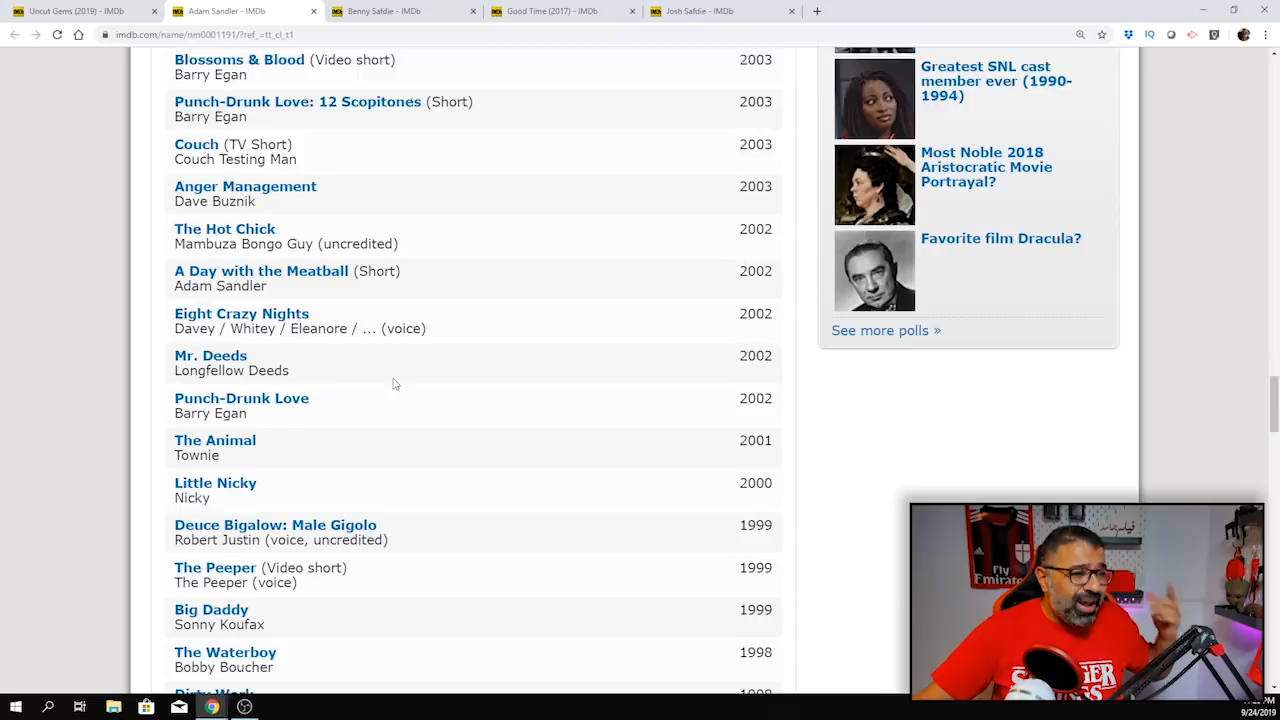 Uncut Gems (2019) - IMDb
Adam Sandler - IMDb
Benny Safdie - IMDb
Good Time (2017) - IMDb
Josh Safdie - IMDb
imdb.com/name/nm0001191/?ref_=tt_cl_t1
Blossoms & Blood (Video short) 2003
Barry Egan
Punch-Drunk Love: 12 Scopitones (Short) 2003
Barry Egan
Couch (TV Short) 2003
Couch Testing Man
Anger Management 2003
Dave Buznik
The Hot Chick 2002
Mambuza Bongo Guy (uncredited)
A Day with the Meatball (Short) 2002
Adam Sandler
Eight Crazy Nights 2002
Davey / Whitey / Eleanore / ... (voice)
Mr. Deeds 2002
Longfellow Deeds
Punch-Drunk Love 2002
Barry Egan
The Animal 2001
Townie
Little Nicky 2000
Nicky
Deuce Bigalow: Male Gigolo 1999
Robert Justin (voice, uncredited)
The Peeper (Video short) 1999
The Peeper (voice)
Big Daddy 1999
Sonny Koufax
The Waterboy 1998
Bobby Boucher
Dirty Work 1998
Greatest SNL cast
member ever (1990-
1994)
Most Noble 2018
Aristocratic Movie
Portrayal?
Favorite film Dracula?
See more polls »
Fly
Emirate
9/24/2019